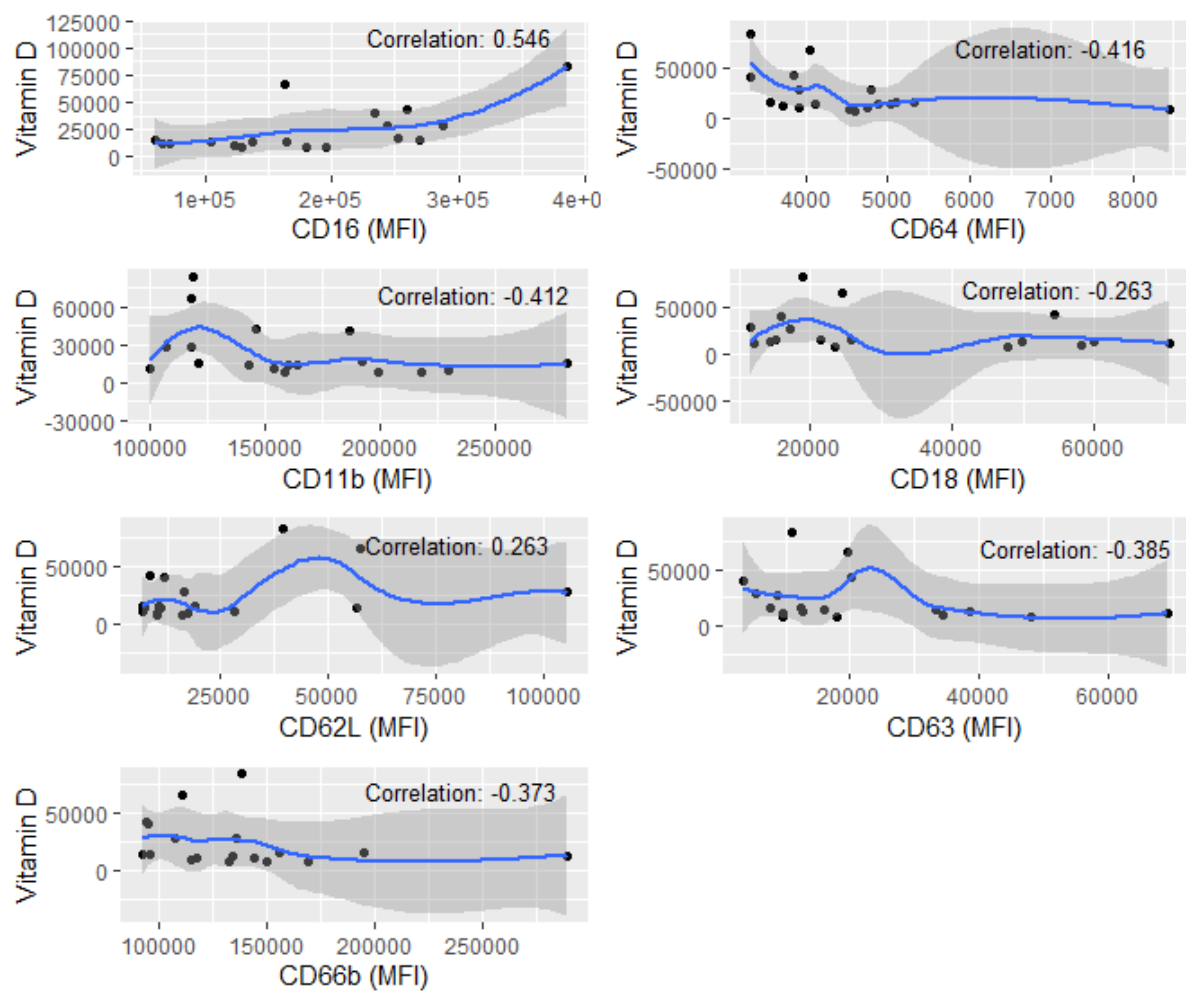 Vitamin D
125000
100000
75000
50000
25000
0
Correlation: 0.546
1e+05
2e+05
3e+05
4e+0
CD16 (MFI)
Vitamin D
50000
0
-50000
Correlation: -0.416
4000
5000
6000
7000
8000
CD64 (MFI)
Vitamin D
60000
30000
0
-30000
Correlation: -0.412
100000
150000
200000
250000
CD11b (MFI)
Vitamin D
50000
0
-50000
Correlation: -0.263
20000
40000
60000
CD18 (MFI)
Vitamin D
50000
0
Correlation: 0.263
25000
50000
75000
100000
CD62L (MFI)
Vitamin D
50000
0
Correlation: -0.385
20000
40000
60000
CD63 (MFI)
Vitamin D
50000
0
Correlation: -0.373
100000
150000
200000
250000
CD66b (MFI)